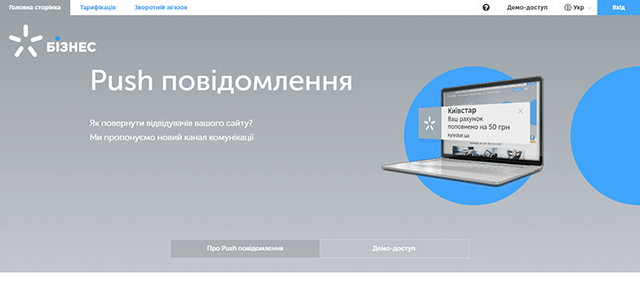 Головна сторінка Тарифікація Зворотній зв'язок Демо-доступ Укр Вхід
БІЗНЕС
Push повідомлення
Як повернути відвідувачів вашого сайту?
Ми пропонуємо новий канал комунікації
Київстар
Ваш рахунок
поповнено на 50 грн
kyivstar.ua
Про Push повідомлення Демо-доступ